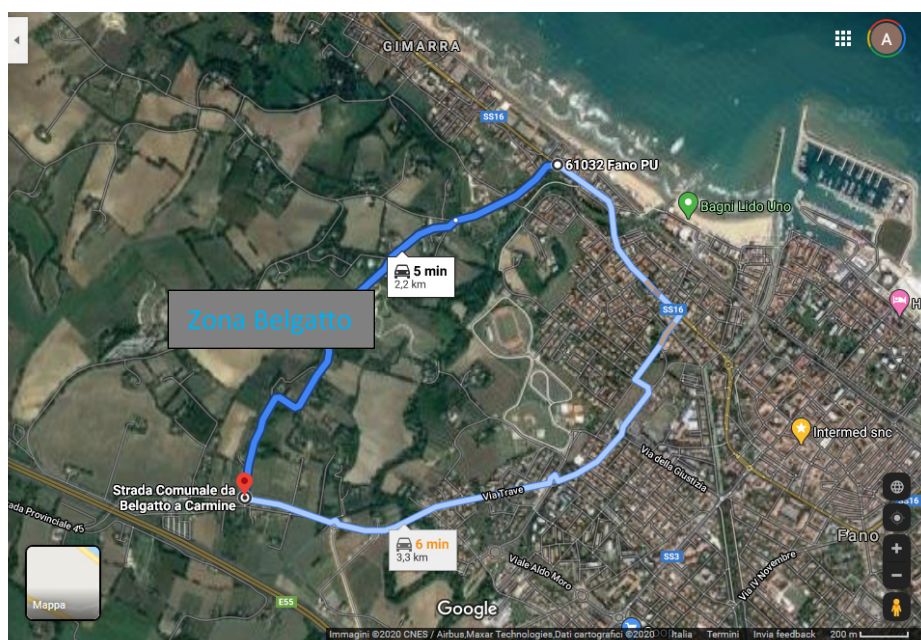 GIMARRA
A
SS16
61032 Fano PU
Bagni Lido Uno
5 min
2,2 km
H
Zona Belgatto
SS16
Intermed snc
Via della Giustizia
Strada Comunale da
Belgatto a Carmine
Via Trave
ada Provinciale 45
SS16
Fano
6 min
3,3 km
SS3
Viale Aldo Moro
Via IV Novembre
Mappa
E55
Google
Immagini ©2020 CNES / Airbus,Maxar Technologies,Dati cartografici ©2020 Italia Termini Invia feedback 200 m